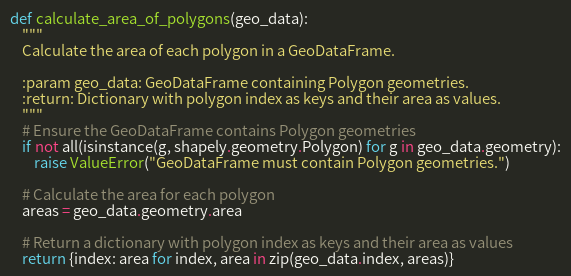 def calculate_area_of_polygons(geo_data):
    """
    Calculate the area of each polygon in a GeoDataFrame.

    :param geo_data: GeoDataFrame containing Polygon geometries.
    :return: Dictionary with polygon index as keys and their area as values.
    """
    # Ensure the GeoDataFrame contains Polygon geometries
    if not all(isinstance(g, shapely.geometry.Polygon) for g in geo_data.geometry):
        raise ValueError("GeoDataFrame must contain Polygon geometries.")

    # Calculate the area for each polygon
    areas = geo_data.geometry.area

    # Return a dictionary with polygon index as keys and their area as values
    return {index: area for index, area in zip(geo_data.index, areas)}